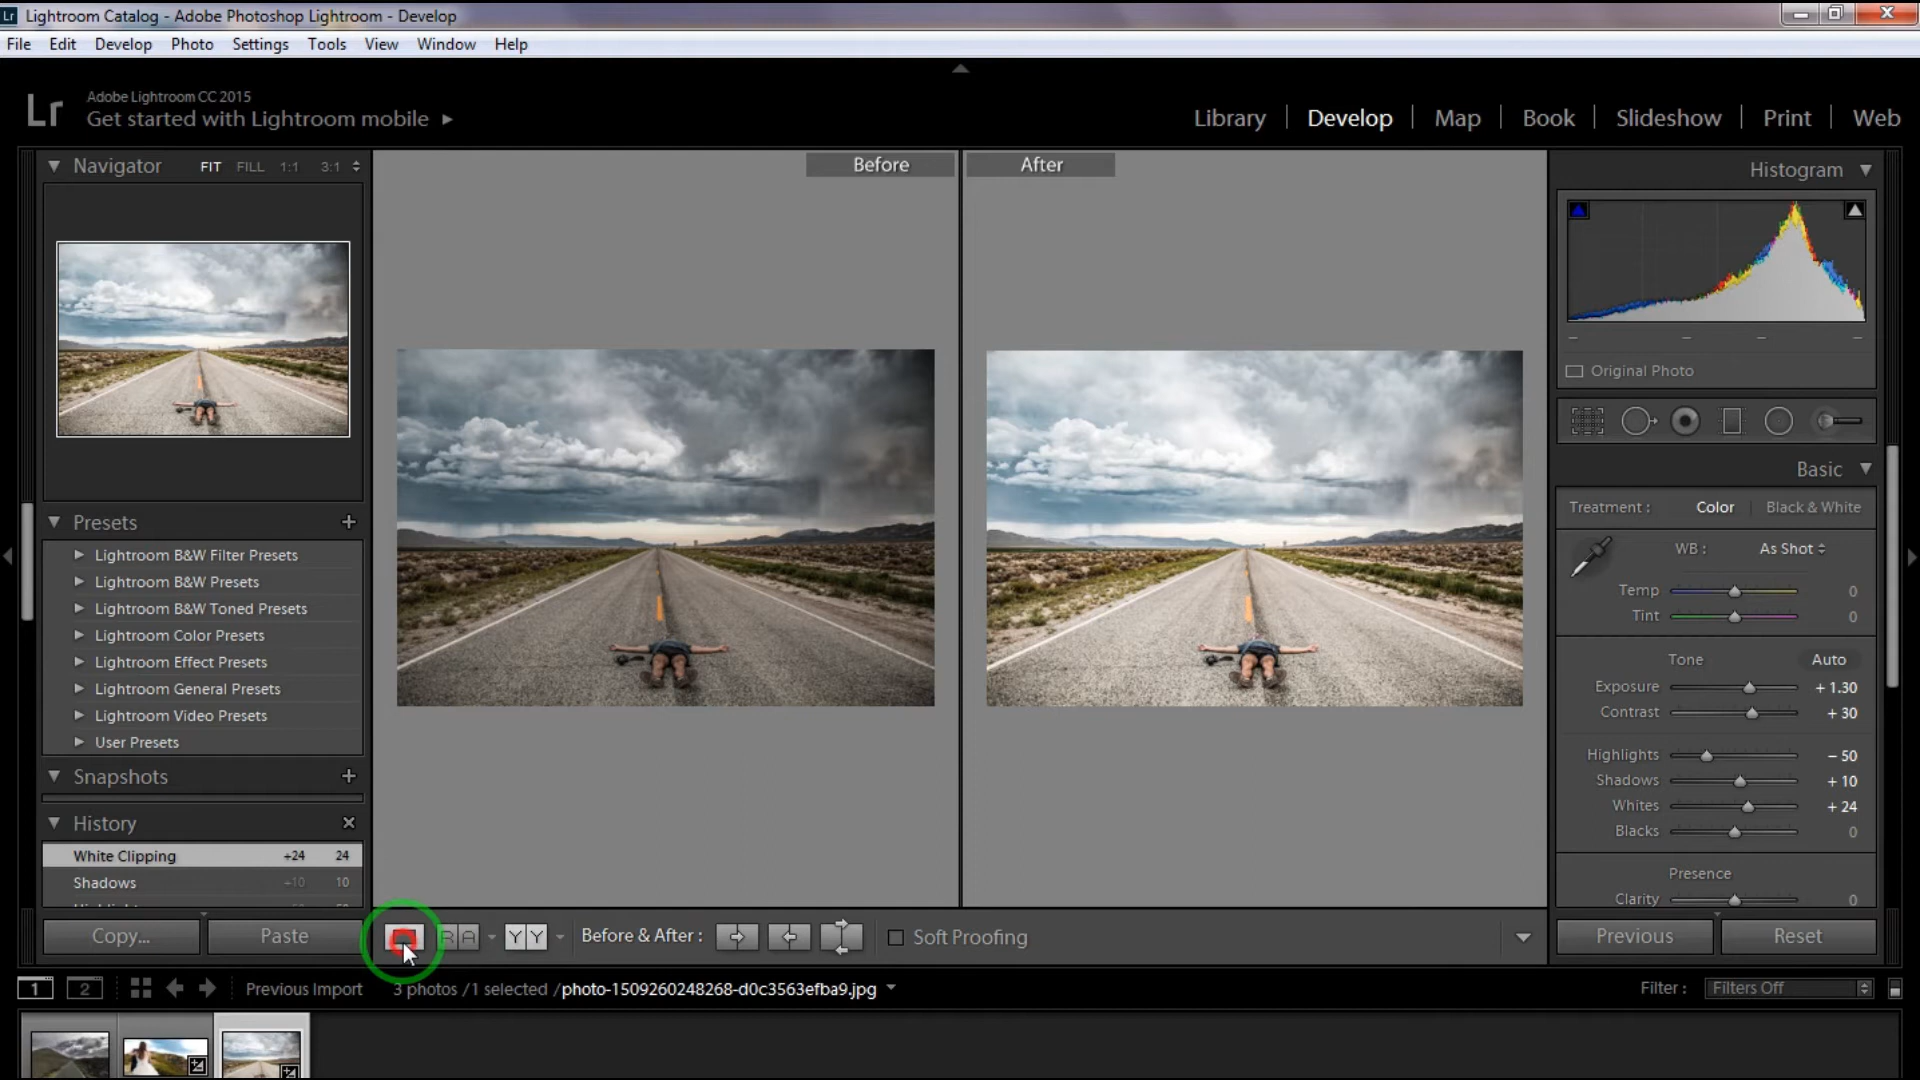 Lr Lightroom Catalog - Adobe Photoshop Lightroom - Develop
File Edit Develop Photo Settings Tools View Window Help
Lr
Adobe Lightroom CC 2015
Get started with Lightroom mobile
Library Develop Map Book Slideshow Print Web
Navigator FIT FILL 1:1 3:1
Before
After
Histogram
Original Photo
Basic
Treatment : Color Black & White
WB : As Shot
Temp 0
Tint 0
Tone Auto
Exposure + 1.30
Contrast + 30
Highlights – 50
Shadows + 10
Whites + 24
Blacks 0
Presence
Clarity 0
Presets
Lightroom B&W Filter Presets
Lightroom B&W Presets
Lightroom B&W Toned Presets
Lightroom Color Presets
Lightroom Effect Presets
Lightroom General Presets
Lightroom Video Presets
User Presets
Snapshots
History
White Clipping +24 24
Shadows +10 10
Copy... Paste
R A Y Y Before & After : Soft Proofing
Previous Reset
1 2 Previous Import 3 photos /1 selected /photo-1509260248268-d0c3563efba9.jpg
Filter : Filters Off